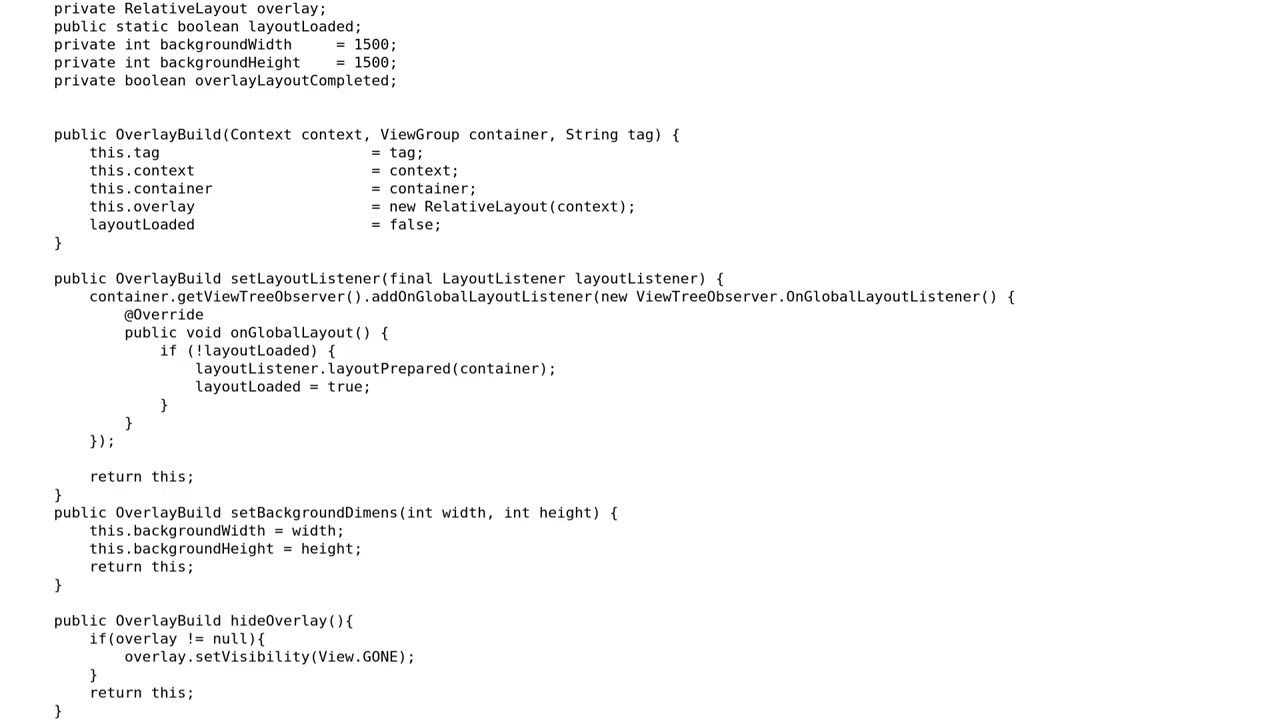 private RelativeLayout overlay;
public static boolean layoutLoaded;
private int backgroundWidth     = 1500;
private int backgroundHeight    = 1500;
private boolean overlayLayoutCompleted;


public OverlayBuild(Context context, ViewGroup container, String tag) {
    this.tag                        = tag;
    this.context                    = context;
    this.container                  = container;
    this.overlay                    = new RelativeLayout(context);
    layoutLoaded                    = false;
}

public OverlayBuild setLayoutListener(final LayoutListener layoutListener) {
    container.getViewTreeObserver().addOnGlobalLayoutListener(new ViewTreeObserver.OnGlobalLayoutListener() {
        @Override
        public void onGlobalLayout() {
            if (!layoutLoaded) {
                layoutListener.layoutPrepared(container);
                layoutLoaded = true;
            }
        }
    });

    return this;
}
public OverlayBuild setBackgroundDimens(int width, int height) {
    this.backgroundWidth = width;
    this.backgroundHeight = height;
    return this;
}

public OverlayBuild hideOverlay(){
    if(overlay != null){
        overlay.setVisibility(View.GONE);
    }
    return this;
}